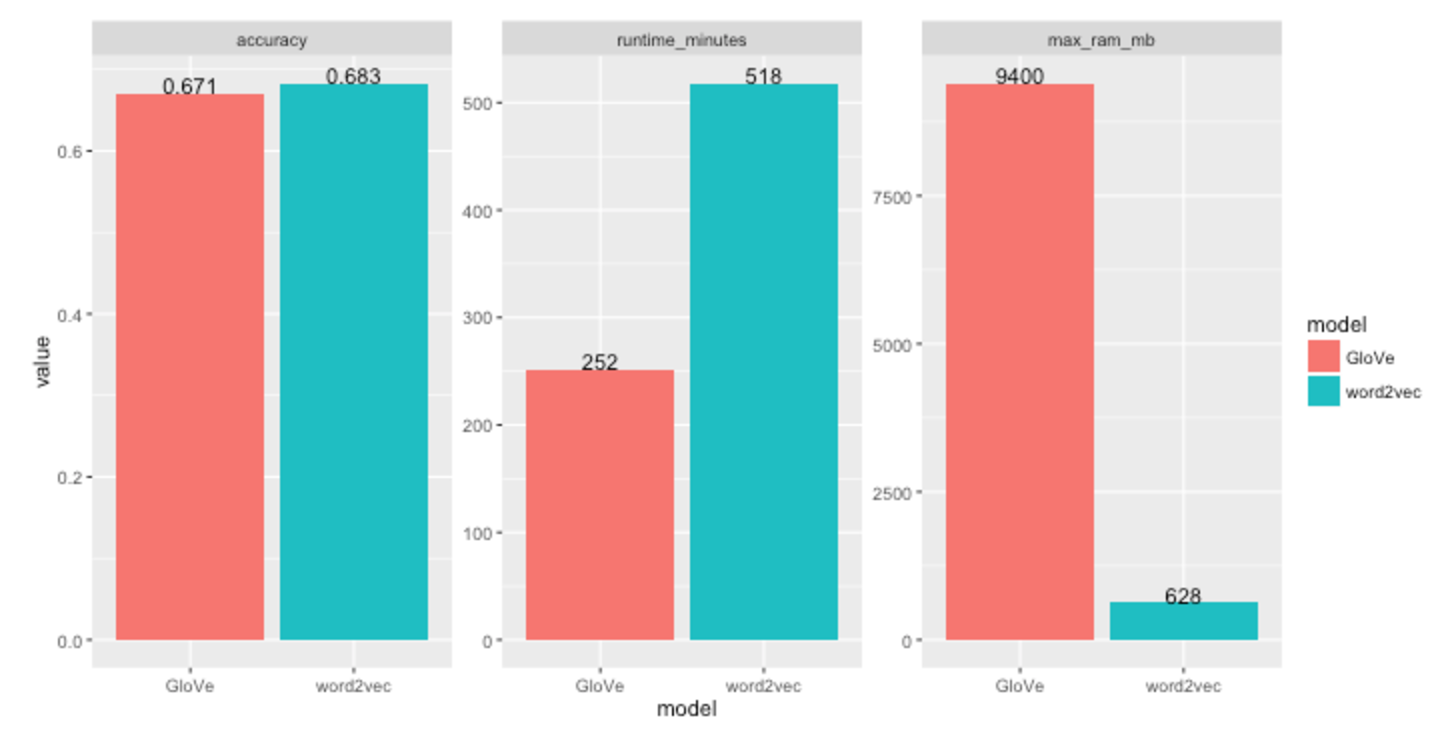 accuracy
runtime_minutes
max_ram_mb
0.671
0.683
252
518
9400
628
0.6
0.4
0.2
0.0
500
400
300
200
100
0
7500
5000
2500
0
value
GloVe
word2vec
GloVe
word2vec
GloVe
word2vec
model
model
GloVe
word2vec